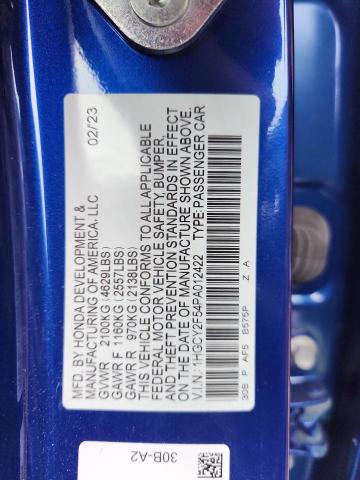 MFD. BY HONDA DEVELOPMENT & 02/23
MANUFACTURING OF AMERICA, LLC
GVWR 2100KG (4629LBS)
GAWR F 1160KG (2557LBS)
GAWR R 970KG (2138LBS)
THIS VEHICLE CONFORMS TO ALL APPLICABLE
FEDERAL MOTOR VEHICLE SAFETY, BUMPER,
AND THEFT PREVENTION STANDARDS IN EFFECT
ON THE DATE OF MANUFACTURE SHOWN ABOVE.
V.I.N.: 1HGCY2F54PA012422 TYPE:PASSENGER CAR
30B P AF5 B575P Z A
30B-A2